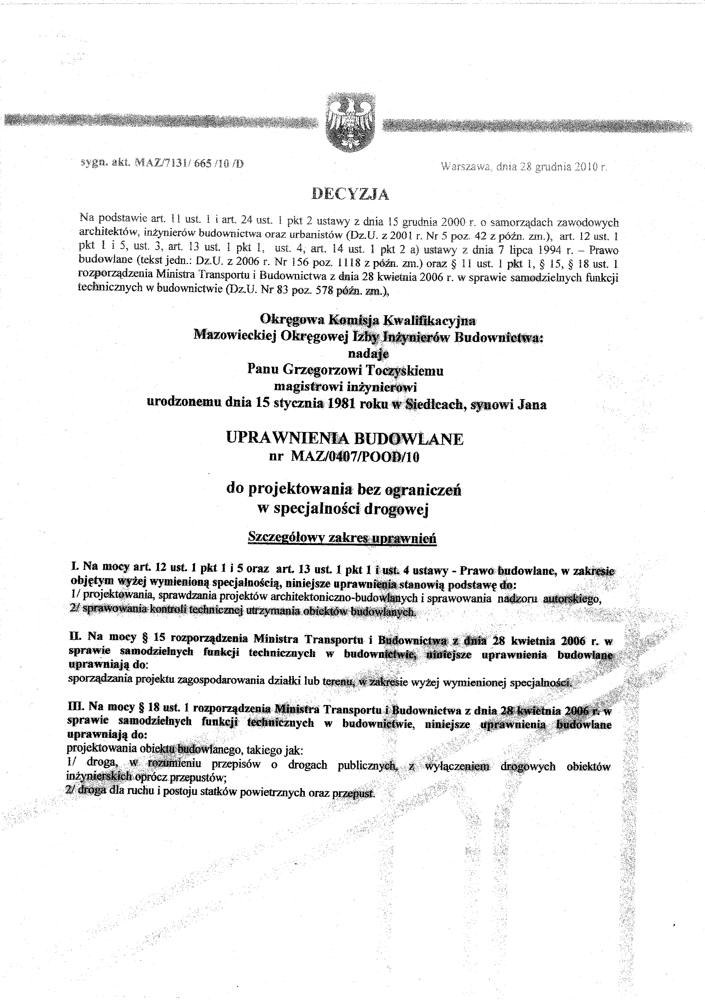 sygn. akt. MAZ/7131/ 665 /10 /D
Warszawa, dnia 28 grudnia 2010 r.
DECYZJA
Na podstawie art. 11 ust. 1 i art. 24 ust. 1 pkt 2 ustawy z dnia 15 grudnia 2000 r. o samorządach zawodowych
architektów, inżynierów budownictwa oraz urbanistów (Dz.U. z 2001 r. Nr 5 poz. 42 z późn. zm.), art. 12 ust. 1
pkt 1 i 5, ust. 3, art. 13 ust. 1 pkt 1, ust. 4, art. 14 ust. 1 pkt 2 a) ustawy z dnia 7 lipca 1994 r. – Prawo
budowlane (tekst jedn.: Dz.U. z 2006 r. Nr 156 poz. 1118 z późn. zm.) oraz § 11 ust. 1 pkt 1, § 15, § 18 ust. 1
rozporządzenia Ministra Transportu i Budownictwa z dnia 28 kwietnia 2006 r. w sprawie samodzielnych funkcji
technicznych w budownictwie (Dz.U. Nr 83 poz. 578 późn. zm.),
Okręgowa Komisja Kwalifikacyjna
Mazowieckiej Okręgowej Izby Inżynierów Budownictwa:
nadaje
Panu Grzegorzowi Toczyskiemu
magistrowi inżynierowi
urodzonemu dnia 15 stycznia 1981 roku w Siedlcach, synowi Jana
UPRAWNIENIA BUDOWLANE
nr MAZ/0407/POOD/10
do projektowania bez ograniczeń
w specjalności drogowej
Szczegółowy zakres uprawnień
I. Na mocy art. 12 ust. 1 pkt 1 i 5 oraz art. 13 ust. 1 pkt 1 i ust. 4 ustawy - Prawo budowlane, w zakresie
objętym wyżej wymienioną specjalnością, niniejsze uprawnienia stanowią podstawę do:
1/ projektowania, sprawdzania projektów architektoniczno-budowlanych i sprawowania nadzoru autorskiego,
2/ sprawowania kontroli technicznej utrzymania obiektów budowlanych.
II. Na mocy § 15 rozporządzenia Ministra Transportu i Budownictwa z dnia 28 kwietnia 2006 r. w
sprawie samodzielnych funkcji technicznych w budownictwie, niniejsze uprawnienia budowlane
uprawniają do:
sporządzania projektu zagospodarowania działki lub terenu, w zakresie wyżej wymienionej specjalności.
III. Na mocy § 18 ust. 1 rozporządzenia Ministra Transportu i Budownictwa z dnia 28 kwietnia 2006 r. w
sprawie samodzielnych funkcji technicznych w budownictwie, niniejsze uprawnienia budowlane
uprawniają do:
projektowania obiektu budowlanego, takiego jak:
1/ droga, w rozumieniu przepisów o drogach publicznych, z wyłączeniem drogowych obiektów
inżynierskich oprócz przepustów;
2/ droga dla ruchu i postoju statków powietrznych oraz przepust.